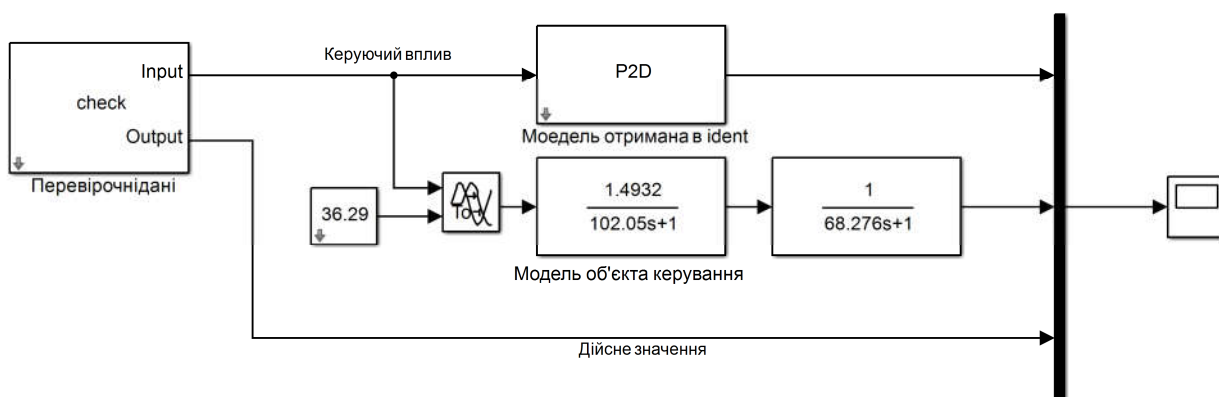 Керуючий вплив
Input
check
Output
Перевірочнідані
P2D
Моедель отримана в ident
36.29
To
1.4932
102.05s+1
1
68.276s+1
Модель об'єкта керування
Дійсне значення